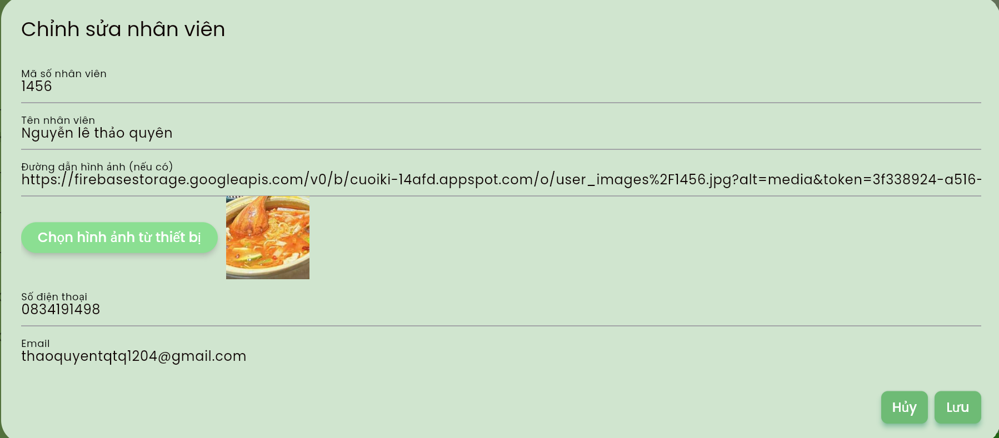 Chỉnh sửa nhân viên
Mã số nhân viên
1456
Tên nhân viên
Nguyễn lê thảo quyên
Đường dẫn hình ảnh (nếu có)
https://firebasestorage.googleapis.com/v0/b/cuoiki-14afd.appspot.com/o/user_images%2F1456.jpg?alt=media&token=3f338924-a516-
Chọn hình ảnh từ thiết bị
Số điện thoại
0834191498
Email
thaoquyentqtq1204@gmail.com
Hủy Lưu